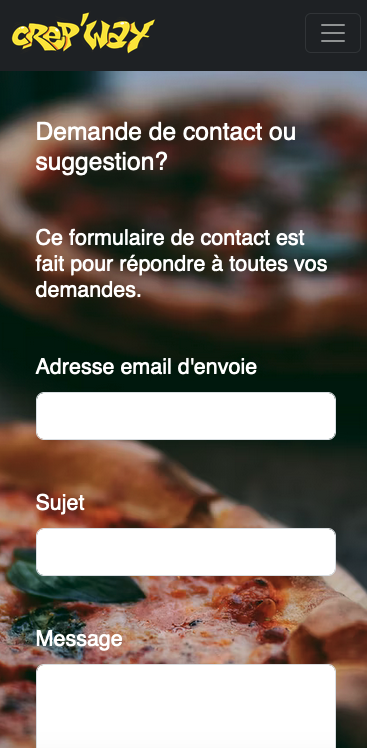 CREP'WAY
Demande de contact ou
suggestion?
Ce formulaire de contact est
fait pour répondre à toutes vos
demandes.
Adresse email d'envoie
Sujet
Message